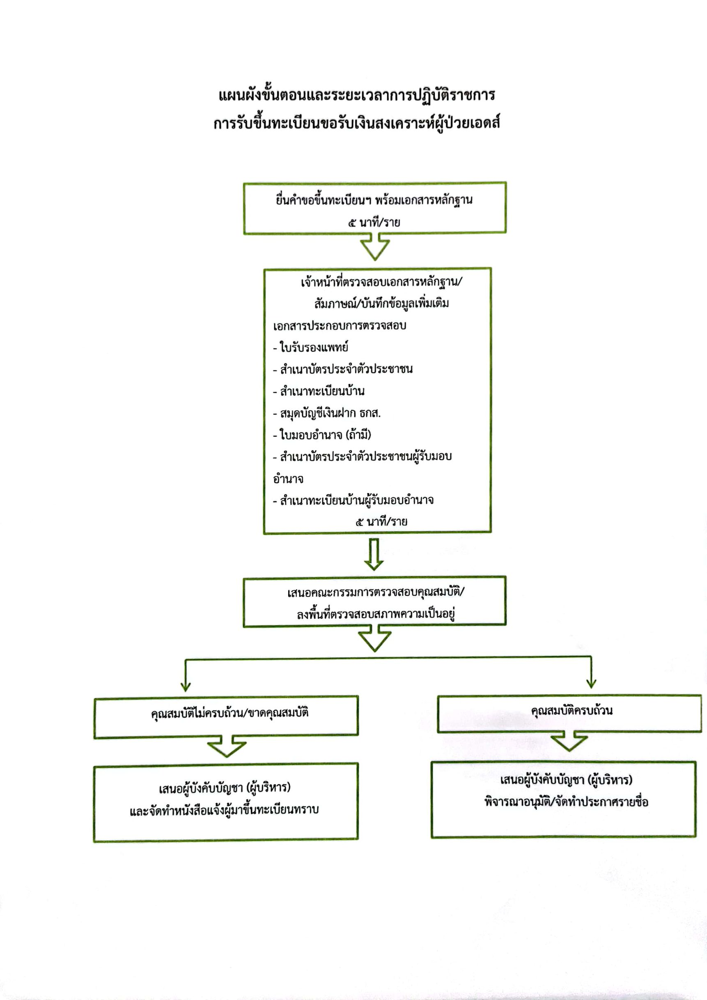 แผนผังขั้นตอนและระยะเวลาการปฏิบัติราชการ
การรับขึ้นทะเบียนขอรับเงินสงเคราะห์ผู้ป่วยเอดส์
ยื่นคำขอขึ้นทะเบียนฯ พร้อมเอกสารหลักฐาน
๕ นาที/ราย
เจ้าหน้าที่ตรวจสอบเอกสารหลักฐาน/
สัมภาษณ์/บันทึกข้อมูลเพิ่มเติม
เอกสารประกอบการตรวจสอบ
- ใบรับรองแพทย์
- สำเนาบัตรประจำตัวประชาชน
- สำเนาทะเบียนบ้าน
- สมุดบัญชีเงินฝาก ธกส.
- ใบมอบอำนาจ (ถ้ามี)
- สำเนาบัตรประจำตัวประชาชนผู้รับมอบ
อำนาจ
- สำเนาทะเบียนบ้านผู้รับมอบอำนาจ
๕ นาที/ราย
เสนอคณะกรรมการตรวจสอบคุณสมบัติ/
ลงพื้นที่ตรวจสอบสภาพความเป็นอยู่
คุณสมบัติไม่ครบถ้วน/ขาดคุณสมบัติ
คุณสมบัติครบถ้วน
เสนอผู้บังคับบัญชา (ผู้บริหาร)
และจัดทำหนังสือแจ้งผู้มาขึ้นทะเบียนทราบ
เสนอผู้บังคับบัญชา (ผู้บริหาร)
พิจารณาอนุมัติ/จัดทำประกาศรายชื่อ